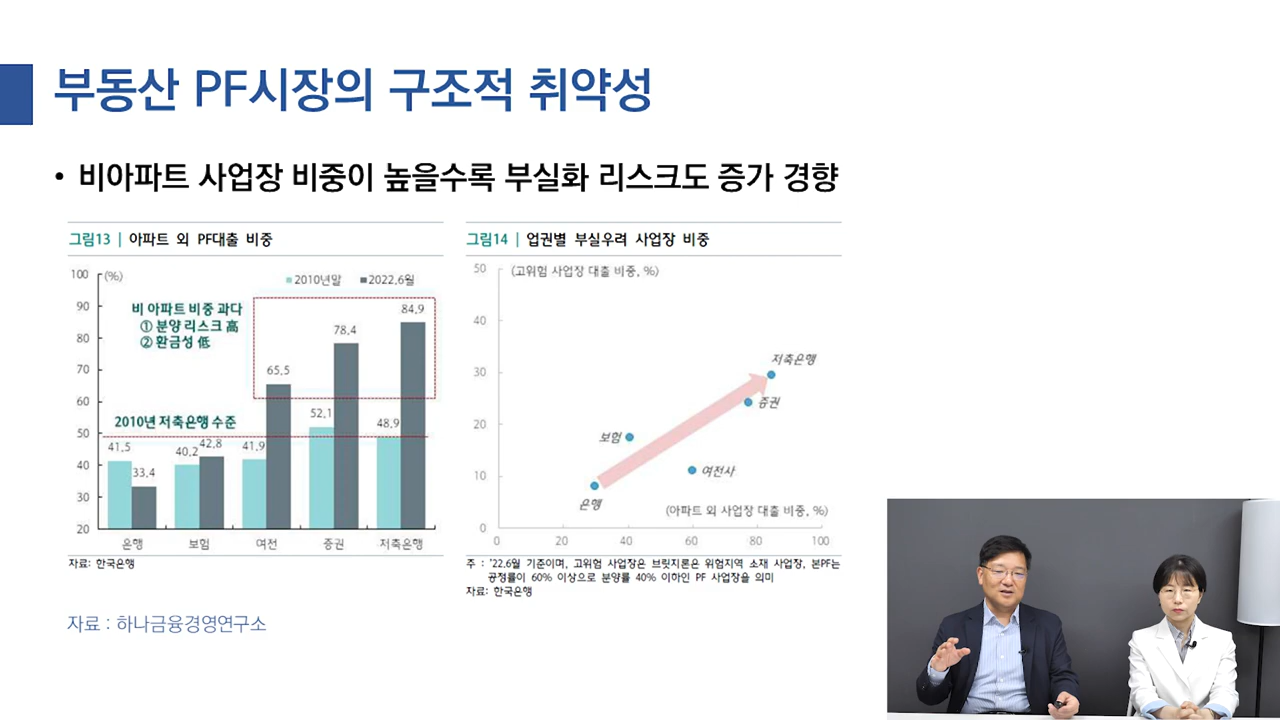 부동산 PF시장의 구조적 취약성
• 비아파트 사업장 비중이 높을수록 부실화 리스크도 증가 경향
그림13 | 아파트 외 PF대출 비중
100 (%)
2010년말 2022.6월
90
80
70
60
50
40
30
20
비 아파트 비중 과다
① 분양 리스크 高
② 환금성 低
2010년 저축은행 수준
41.5
33.4
40.2
42.8
41.9
65.5
52.1
78.4
48.9
84.9
은행 보험 여전 증권 저축은행
자료: 한국은행
그림14 | 업권별 부실우려 사업장 비중
50 (고위험 사업장 대출 비중, %)
40
30
20
10
0
저축은행
증권
보험
여전사
은행
(아파트 외 사업장 대출 비중, %)
0 20 40 60 80 100
주 : '22.6월 기준이며, 고위험 사업장은 브릿지론은 위험지역 소재 사업장, 본PF는
공정률이 60% 이상으로 분양률 40% 이하인 PF 사업장을 의미
자료: 한국은행
자료 : 하나금융경영연구소